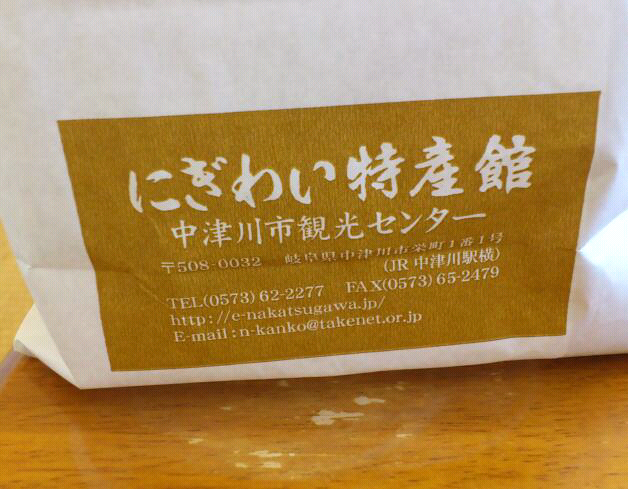 にぎわい特産館
中津川市観光センター
〒508-0032 岐阜県中津川市栄町1番1号
(JR 中津川駅横)
TEL(0573)62-2277 FAX(0573)65-2479
http://e-nakatsugawa.jp/
E-mail:n-kanko@takenet.or.jp